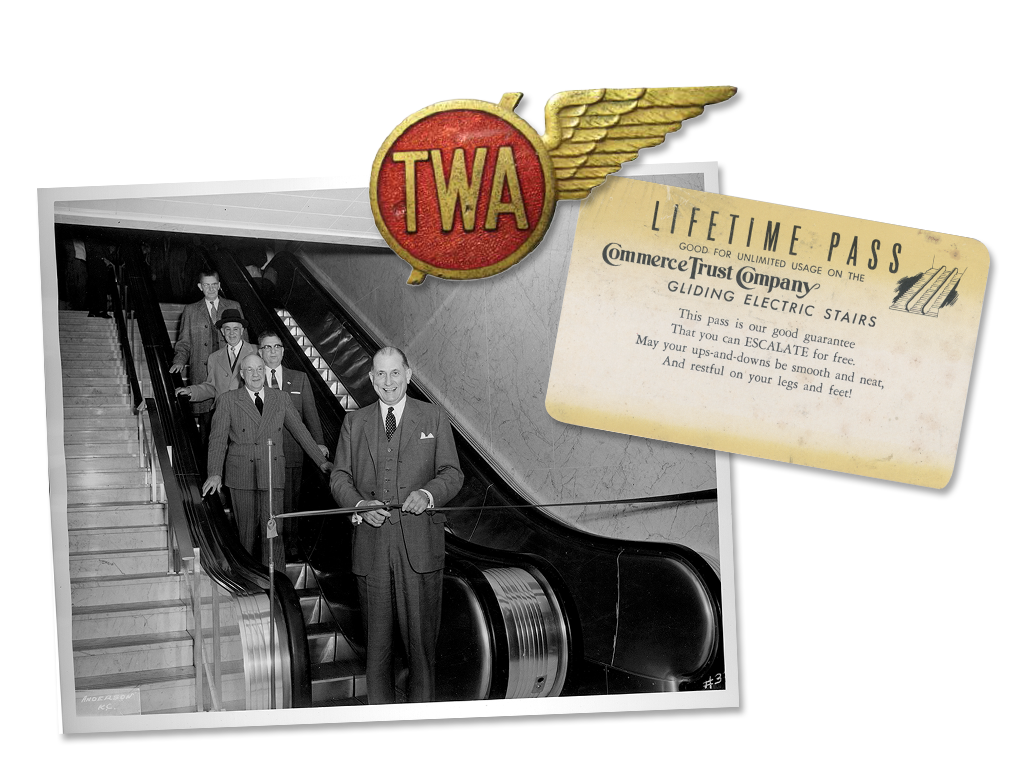 TWA
LIFETIME PASS
GOOD FOR UNLIMITED USAGE ON THE
Commerce Trust Company
GLIDING ELECTRIC STAIRS
This pass is our good guarantee
That you can ESCALATE for free.
May your ups-and-downs be smooth and neat,
And restful on your legs and feet!
ANDERSON
K.C.
#3